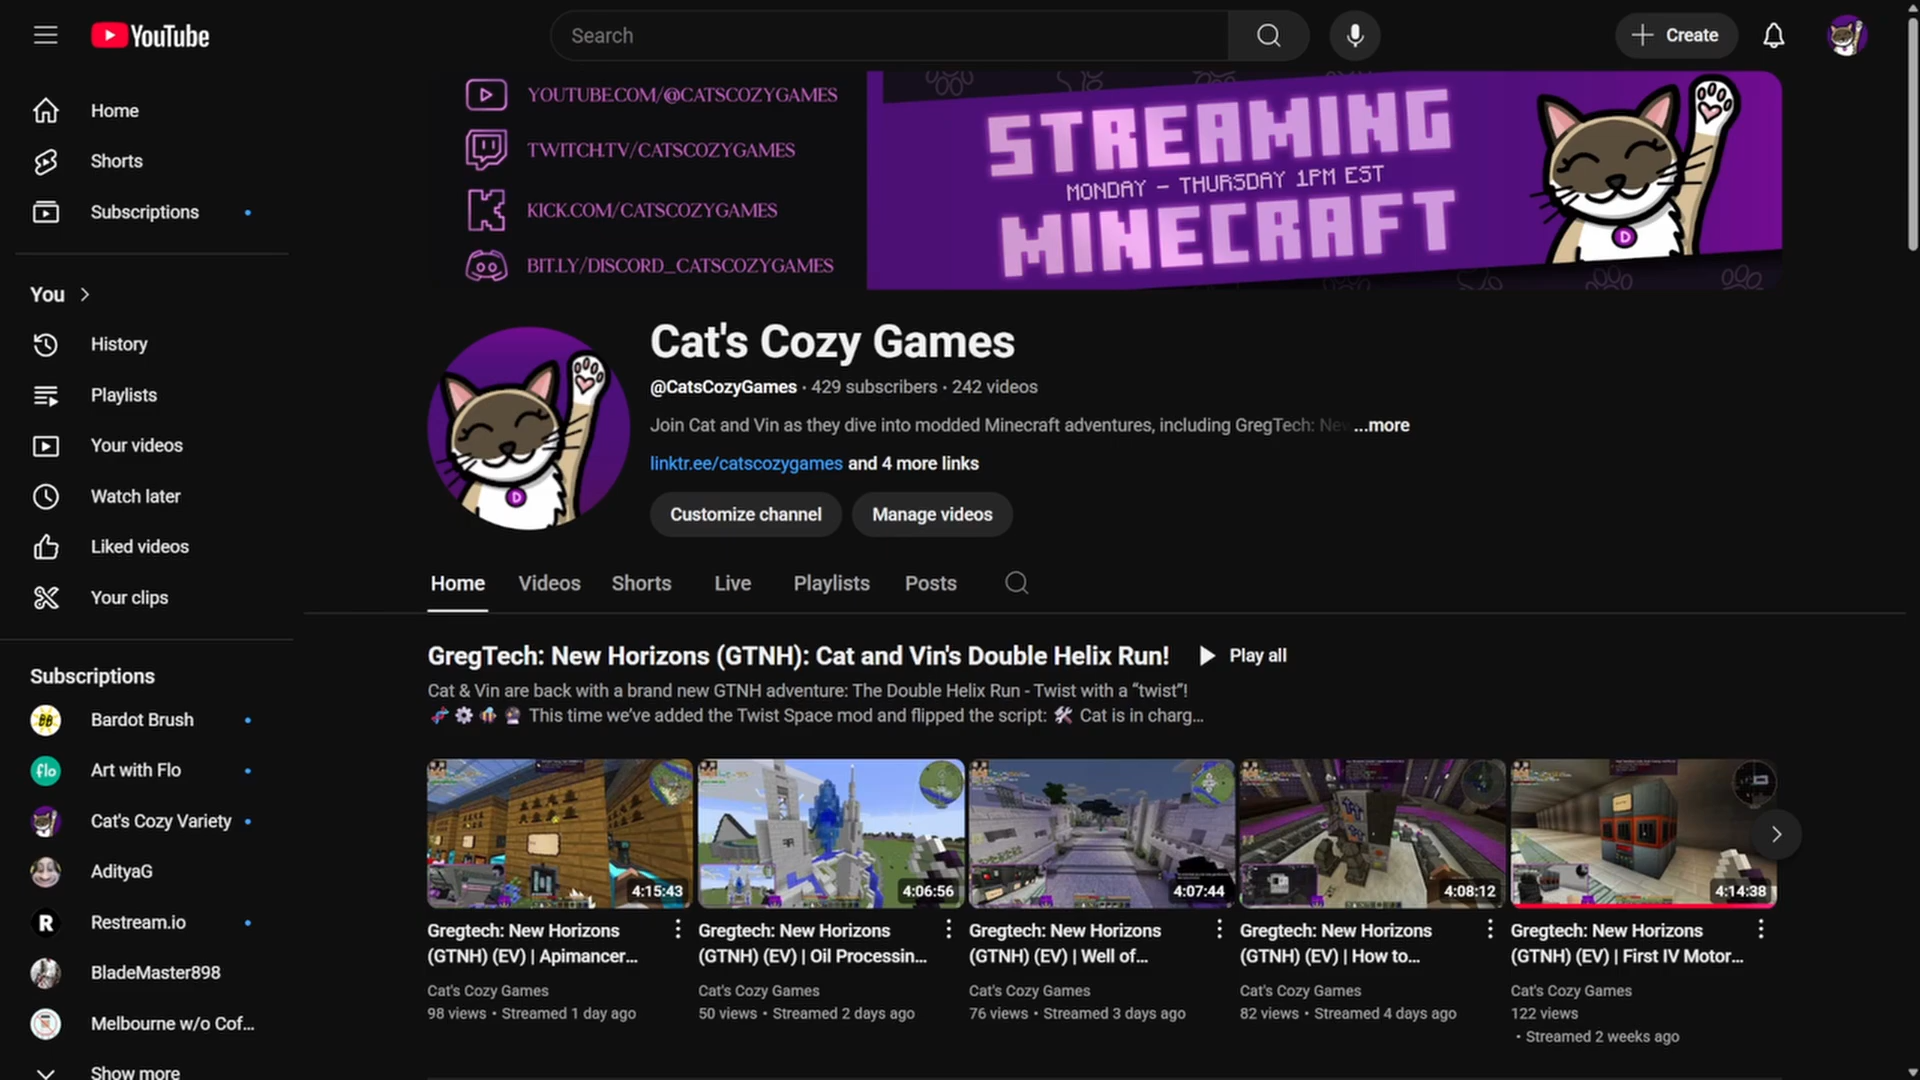 YouTube
Search
Create
Home
Shorts
Subscriptions
You
History
Playlists
Your videos
Watch later
Liked videos
Your clips
Subscriptions
Bardot Brush
Art with Flo
Cat's Cozy Variety
AdityaG
Restream.io
BladeMaster898
Melbourne w/o Cof...
Show more
YOUTUBE.COM/@CATSCOZYGAMES
TWITCH.TV/CATSCOZYGAMES
KICK.COM/CATSCOZYGAMES
BIT.LY/DISCORD_CATSCOZYGAMES
STREAMING
MONDAY – THURSDAY 1PM EST
MINECRAFT
D
Cat's Cozy Games
@CatsCozyGames · 429 subscribers · 242 videos
Join Cat and Vin as they dive into modded Minecraft adventures, including GregTech: Ne ...more
linktr.ee/catscozygames and 4 more links
Customize channel
Manage videos
D
Home Videos Shorts Live Playlists Posts
GregTech: New Horizons (GTNH): Cat and Vin's Double Helix Run!
Play all
Cat & Vin are back with a brand new GTNH adventure: The Double Helix Run - Twist with a “twist”!
🧬 ⚙️ 🐝 🔮 This time we’ve added the Twist Space mod and flipped the script: 🛠️ Cat is in charg...
4:15:43
Gregtech: New Horizons
(GTNH) (EV) | Apimancer...
Cat's Cozy Games
98 views • Streamed 1 day ago
4:06:56
Gregtech: New Horizons
(GTNH) (EV) | Oil Processin...
Cat's Cozy Games
50 views • Streamed 2 days ago
4:07:44
Gregtech: New Horizons
(GTNH) (EV) | Well of...
Cat's Cozy Games
76 views • Streamed 3 days ago
4:08:12
Gregtech: New Horizons
(GTNH) (EV) | How to...
Cat's Cozy Games
82 views • Streamed 4 days ago
4:14:38
Gregtech: New Horizons
(GTNH) (EV) | First IV Motor...
Cat's Cozy Games
122 views
• Streamed 2 weeks ago
BB
flo
R